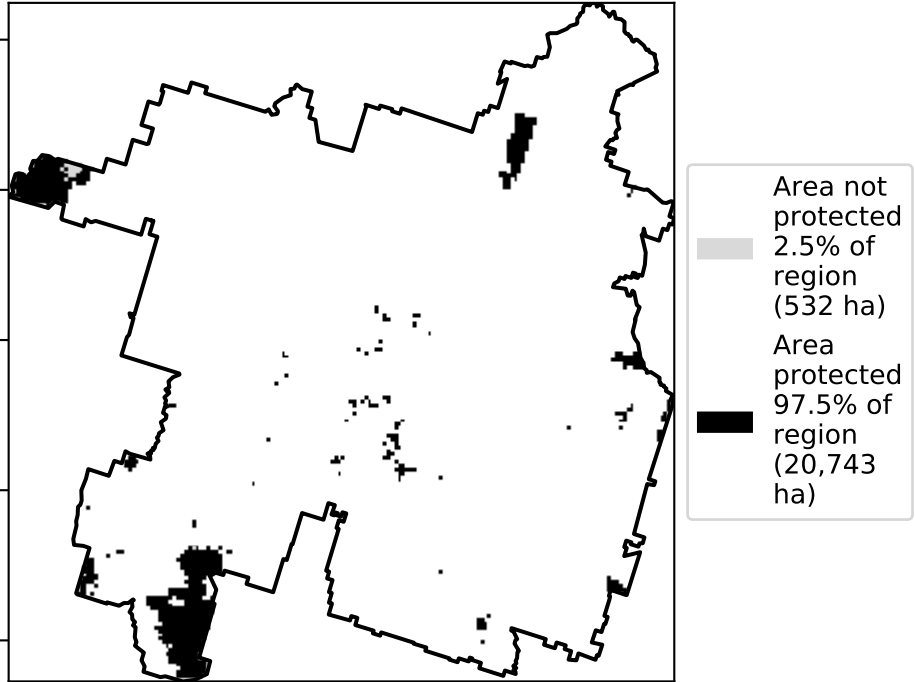 Area not
protected
2.5% of
region
(532 ha)
Area
protected
97.5% of
region
(20,743
ha)